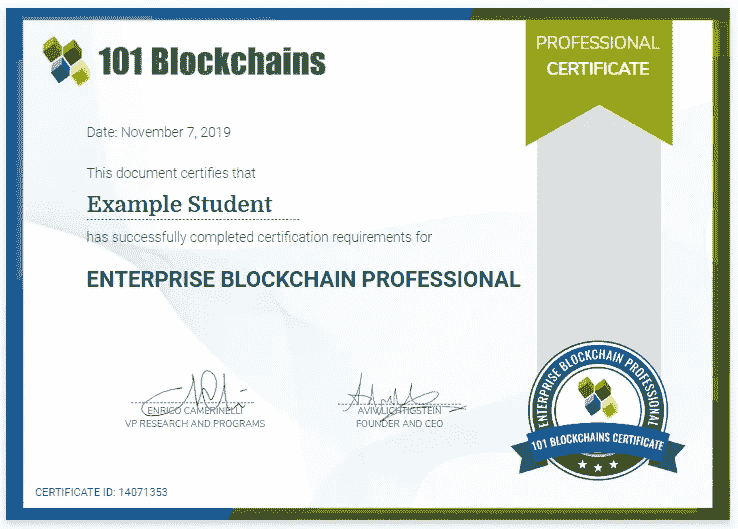 101 Blockchains
PROFESSIONAL
CERTIFICATE
Date: November 7, 2019
This document certifies that
Example Student
has successfully completed certification requirements for
ENTERPRISE BLOCKCHAIN PROFESSIONAL
ENRICO CAMERINELLI
VP RESEARCH AND PROGRAMS
AVIV LICHTIGSTEIN
FOUNDER AND CEO
ENTERPRISE BLOCKCHAIN PROFESSIONAL
101 BLOCKCHAINS CERTIFICATE
CERTIFICATE ID: 14071353